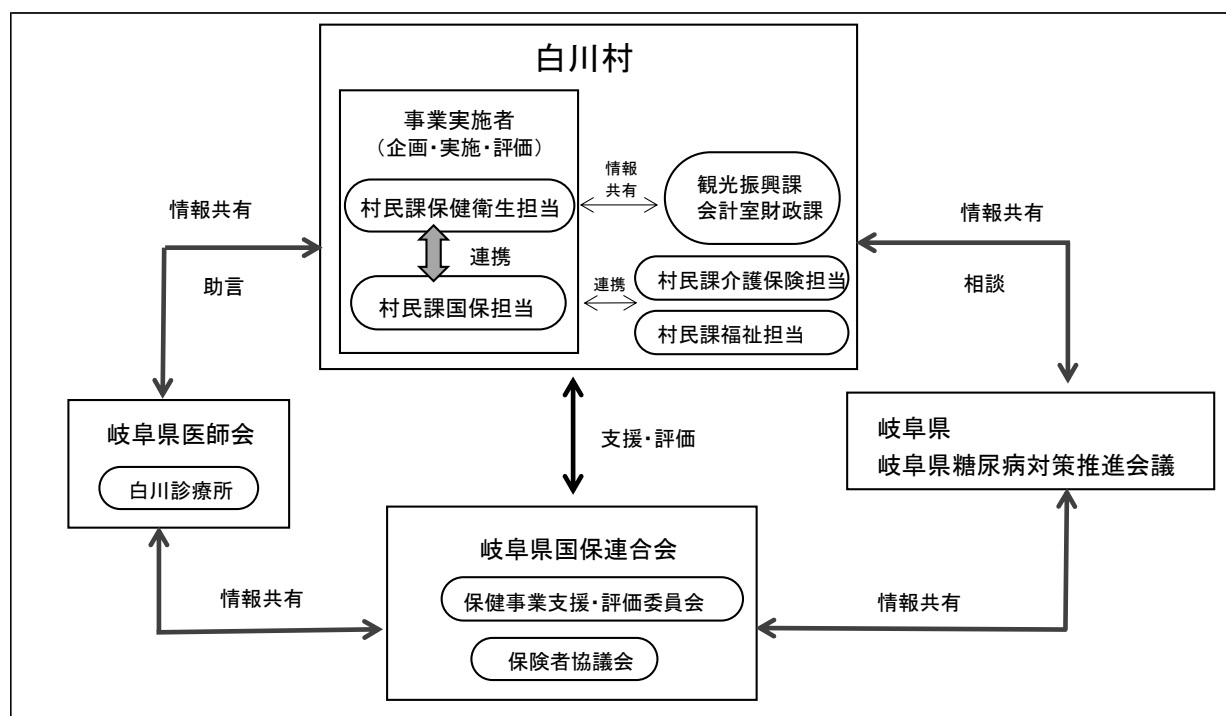 白川村
事業実施者
（企画・実施・評価）
村民課保健衛生担当
連携
村民課国保担当
情報
共有
観光振興課
会計室財政課
連携
村民課介護保険担当
村民課福祉担当
情報共有
助言
情報共有
相談
岐阜県医師会
白川診療所
支援・評価
岐阜県
岐阜県糖尿病対策推進会議
情報共有
岐阜県国保連合会
保健事業支援・評価委員会
保険者協議会
情報共有